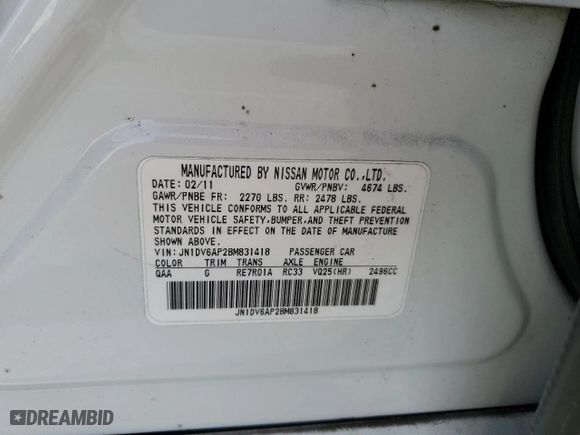 MANUFACTURED BY NISSAN MOTOR CO.,LTD.
DATE: 02/11 GVWR/PNBV: 4674 LBS.
GAWR/PNBE FR: 2270 LBS. RR: 2478 LBS.
THIS VEHICLE CONFORMS TO ALL APPLICABLE FEDERAL
MOTOR VEHICLE SAFETY,BUMPER,AND THEFT PREVENTION
STANDARDS IN EFFECT ON THE DATE OF MANUFACTURE
SHOWN ABOVE.
VIN: JN1DV6AP2BM831418 PASSENGER CAR
COLOR TRIM TRANS AXLE ENGINE
QAA G RE7R01A RC33 VQ25(HR) 2496CC
JN1DV6AP2BM831418
DREAMBID